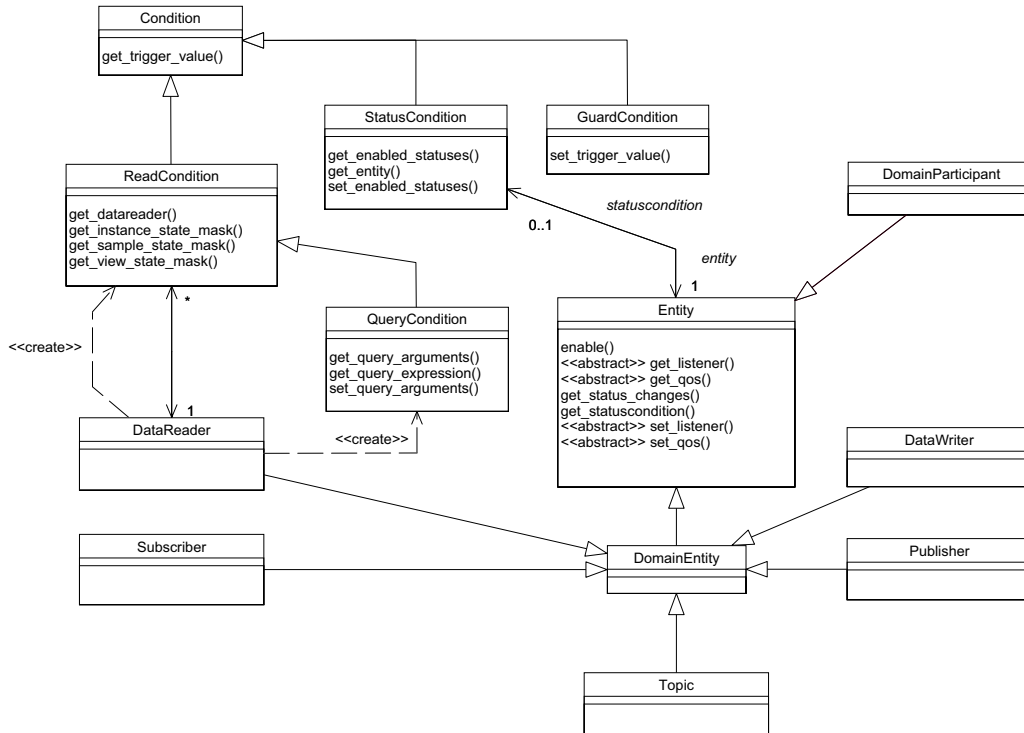 Condition
get_trigger_value()
StatusCondition
get_enabled_statuses()
get_entity()
set_enabled_statuses()
GuardCondition
set_trigger_value()
ReadCondition
get_datareader()
get_instance_state_mask()
get_sample_state_mask()
get_view_state_mask()
DomainParticipant
statuscondition
0..1
entity
1
*
<<create>>
QueryCondition
get_query_arguments()
get_query_expression()
set_query_arguments()
Entity
enable()
<<abstract>> get_listener()
<<abstract>> get_qos()
get_status_changes()
get_statuscondition()
<<abstract>> set_listener()
<<abstract>> set_qos()
1
DataReader
<<create>>
DataWriter
Subscriber
DomainEntity
Publisher
Topic